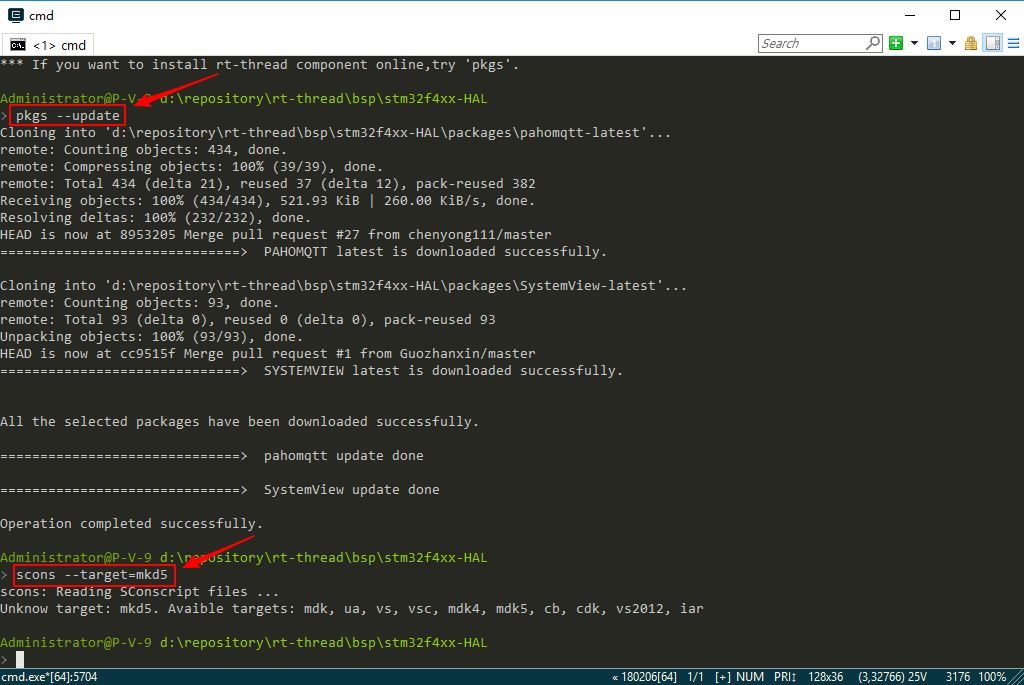 cmd
<1> cmd
Search
*** If you want to install rt-thread component online,try 'pkgs'.
Administrator@P-V-9 d:\repository\rt-thread\bsp\stm32f4xx-HAL
> pkgs --update
Cloning into 'd:\repository\rt-thread\bsp\stm32f4xx-HAL\packages\pahomqtt-latest'...
remote: Counting objects: 434, done.
remote: Compressing objects: 100% (39/39), done.
remote: Total 434 (delta 21), reused 37 (delta 12), pack-reused 382
Receiving objects: 100% (434/434), 521.93 KiB | 260.00 KiB/s, done.
Resolving deltas: 100% (232/232), done.
HEAD is now at 8953205 Merge pull request #27 from chenyong111/master
==============================>  PAHOMQTT latest is downloaded successfully.
Cloning into 'd:\repository\rt-thread\bsp\stm32f4xx-HAL\packages\SystemView-latest'...
remote: Counting objects: 93, done.
remote: Total 93 (delta 0), reused 0 (delta 0), pack-reused 93
Unpacking objects: 100% (93/93), done.
HEAD is now at cc9515f Merge pull request #1 from Guozhanxin/master
==============================>  SYSTEMVIEW latest is downloaded successfully.
All the selected packages have been downloaded successfully.
==============================>  pahomqtt update done
==============================>  SystemView update done
Operation completed successfully.
Administrator@P-V-9 d:\repository\rt-thread\bsp\stm32f4xx-HAL
> scons --target=mkd5
scons: Reading SConscript files ...
Unknow target: mkd5. Avaible targets: mdk, ua, vs, vsc, mdk4, mdk5, cb, cdk, vs2012, iar
Administrator@P-V-9 d:\repository\rt-thread\bsp\stm32f4xx-HAL
>
cmd.exe*[64]:5704 « 180206[64] 1/1 [+] NUM PRI↕ 128x36 (3,32766) 25V 3176 100%